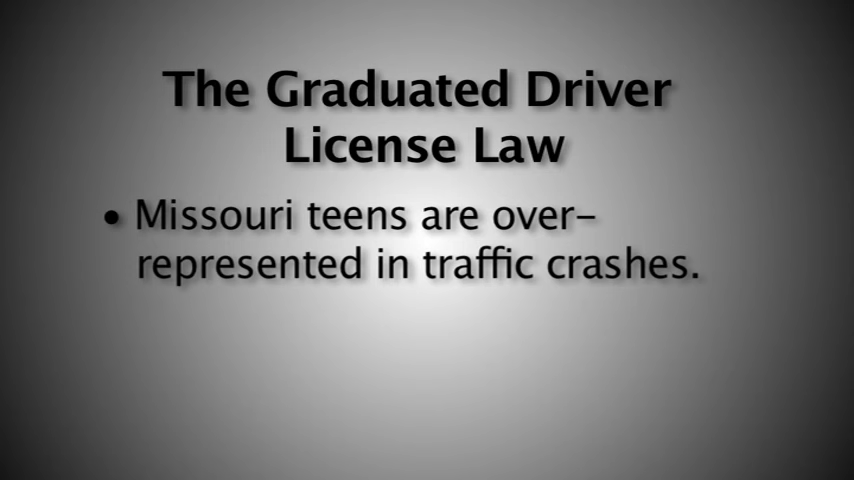 The Graduated Driver
License Law
• Missouri teens are over-
represented in traffic crashes.